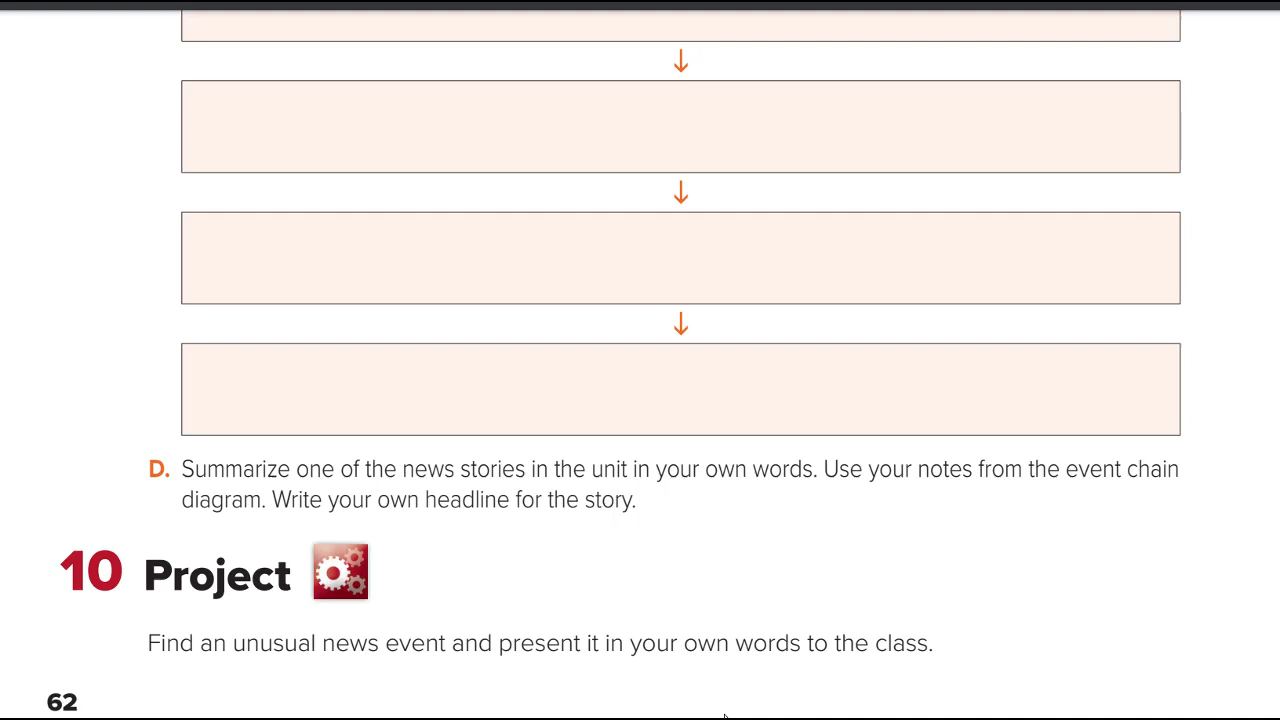 D. Summarize one of the news stories in the unit in your own words. Use your notes from the event chain
diagram. Write your own headline for the story.
10 Project
Find an unusual news event and present it in your own words to the class.
62